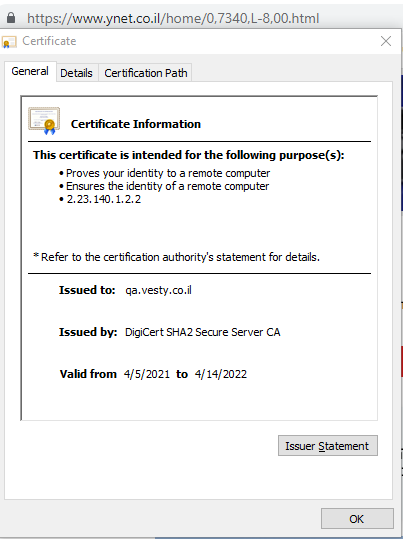 https://www.ynet.co.il/home/0,7340,L-8,00.html
Certificate
General Details Certification Path
Certificate Information
This certificate is intended for the following purpose(s):
• Proves your identity to a remote computer
• Ensures the identity of a remote computer
• 2.23.140.1.2.2
* Refer to the certification authority's statement for details.
Issued to: qa.vesty.co.il
Issued by: DigiCert SHA2 Secure Server CA
Valid from 4/5/2021 to 4/14/2022
Issuer Statement
OK